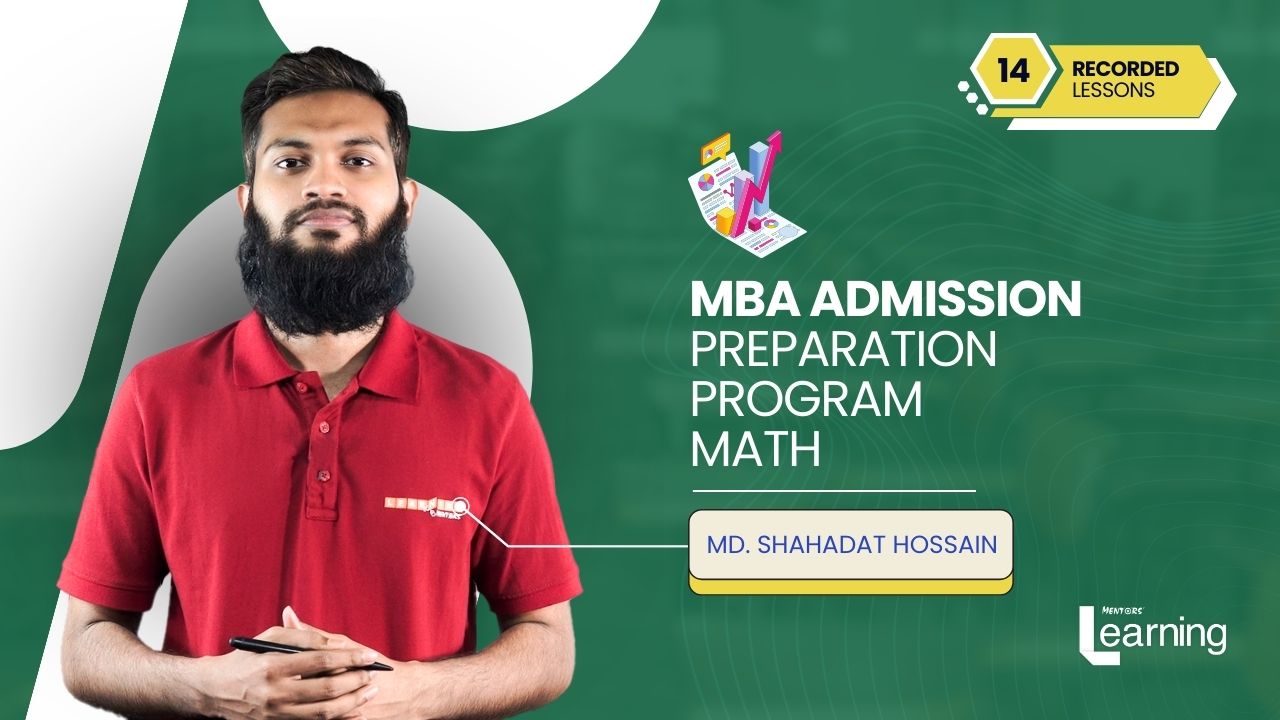 14
RECORDED
LESSONS
MBA ADMISSION
PREPARATION
PROGRAM
MATH
MD. SHAHADAT HOSSAIN
MENTORS'
Learning